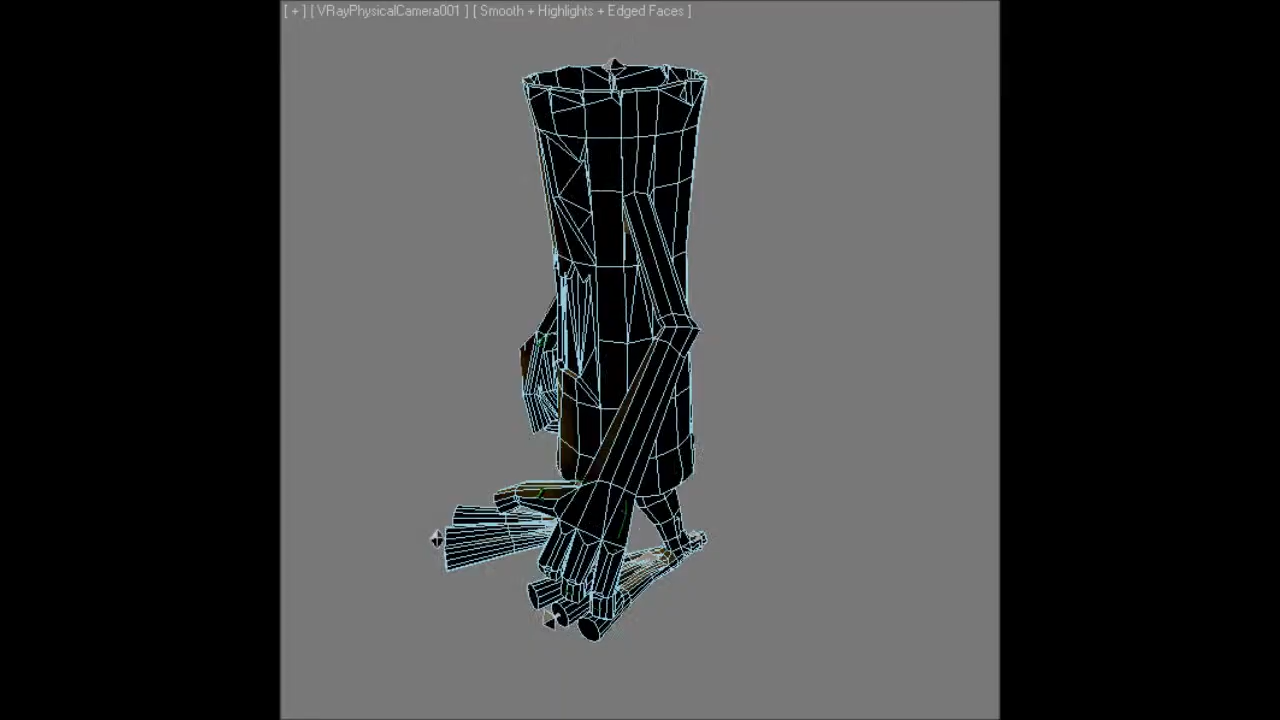 [ + ] [ VRayPhysicalCamera001 ] [ Smooth + Highlights + Edged Faces ]